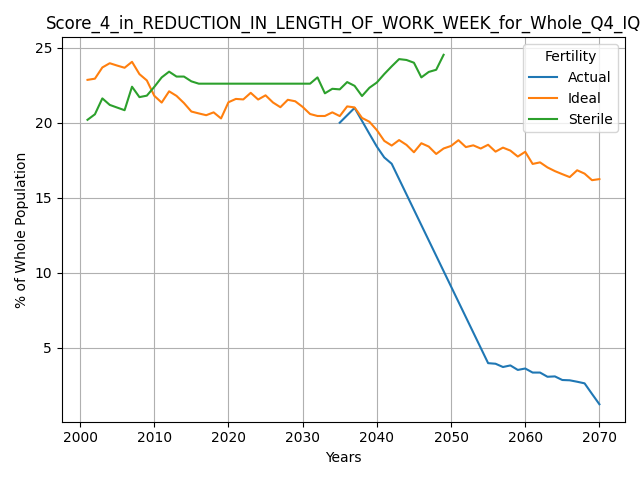 Score_4_in_REDUCTION_IN_LENGTH_OF_WORK_WEEK_for_Whole_Q4_IQ
Fertility
Actual
Ideal
Sterile
% of Whole Population
25
20
15
10
5
2000 2010 2020 2030 2040 2050 2060 2070
Years